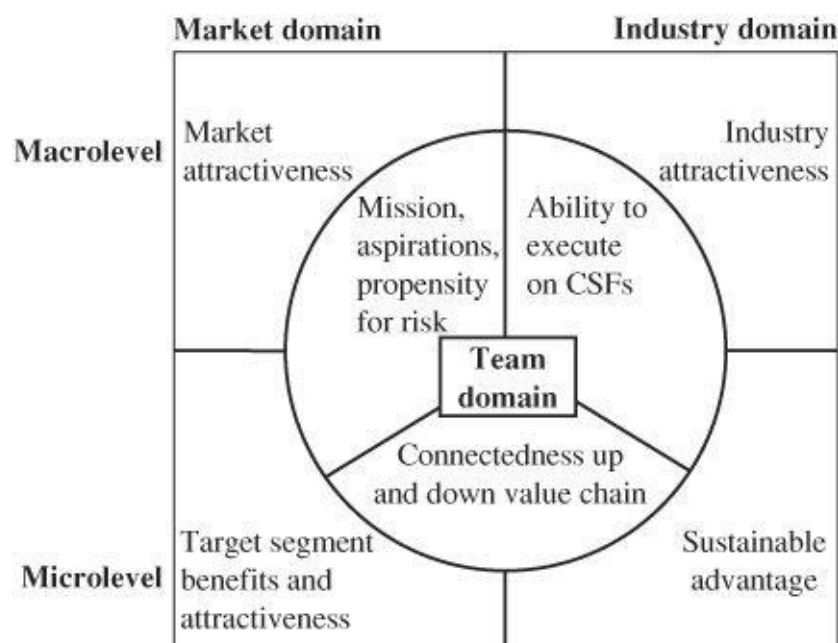 Market domain
Industry domain
Macrolevel
Market
attractiveness
Industry
attractiveness
Mission,
aspirations,
propensity
for risk
Ability to
execute
on CSFs
Team
domain
Connectedness up
and down value chain
Microlevel
Target segment
benefits and
attractiveness
Sustainable
advantage